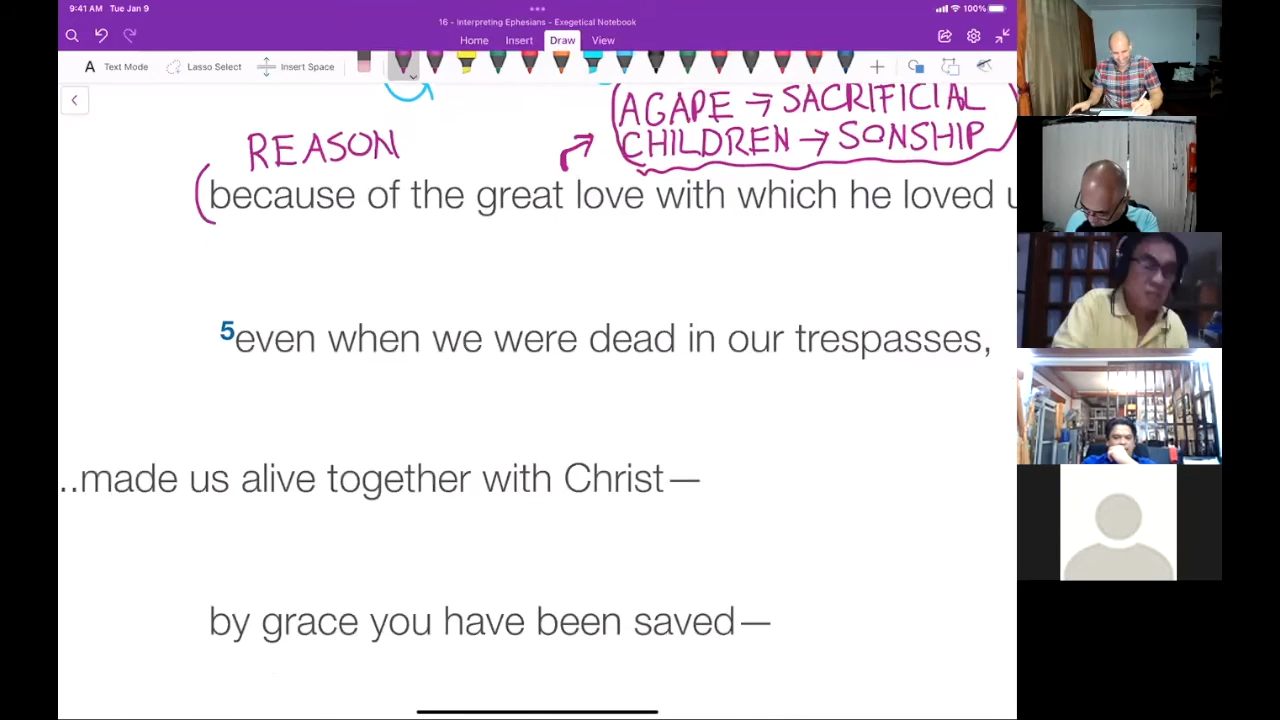 9:41 AM Tue Jan 9
100%
16 - Interpreting Ephesians - Exegetical Notebook
Home Insert Draw View
A Text Mode Lasso Select Insert Space
AGAPE → SACRIFICIAL
REASON CHILDREN → SONSHIP
(because of the great love with which he loved
5even when we were dead in our trespasses,
..made us alive together with Christ—
by grace you have been saved—